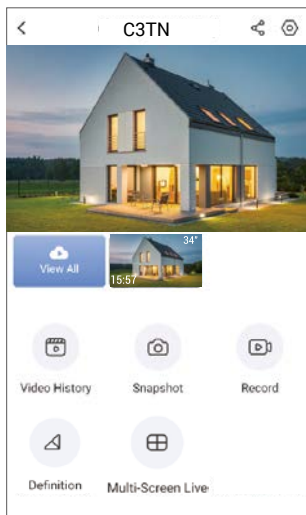 C3TN
34"
View All
15:57
Video History Snapshot Record
Definition Multi-Screen Live